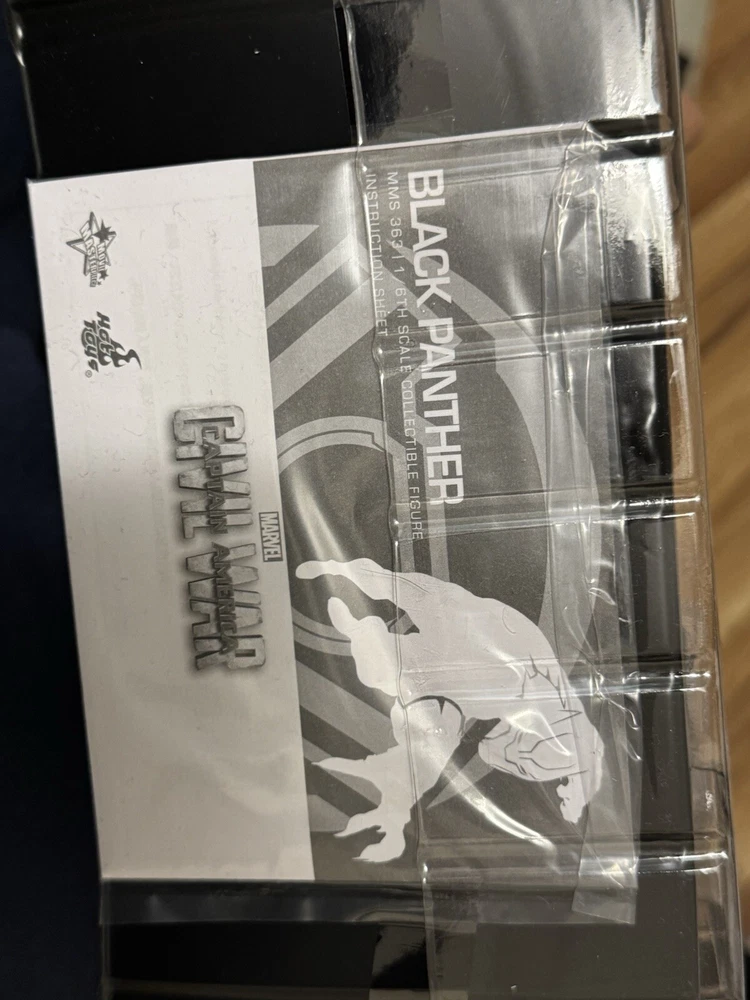 BLACK PANTHER
MMS 363 | 1/6TH SCALE COLLECTIBLE FIGURE
INSTRUCTION SHEET
MARVEL
CAPTAIN AMERICA
CIVIL WAR
HOT TOYS®